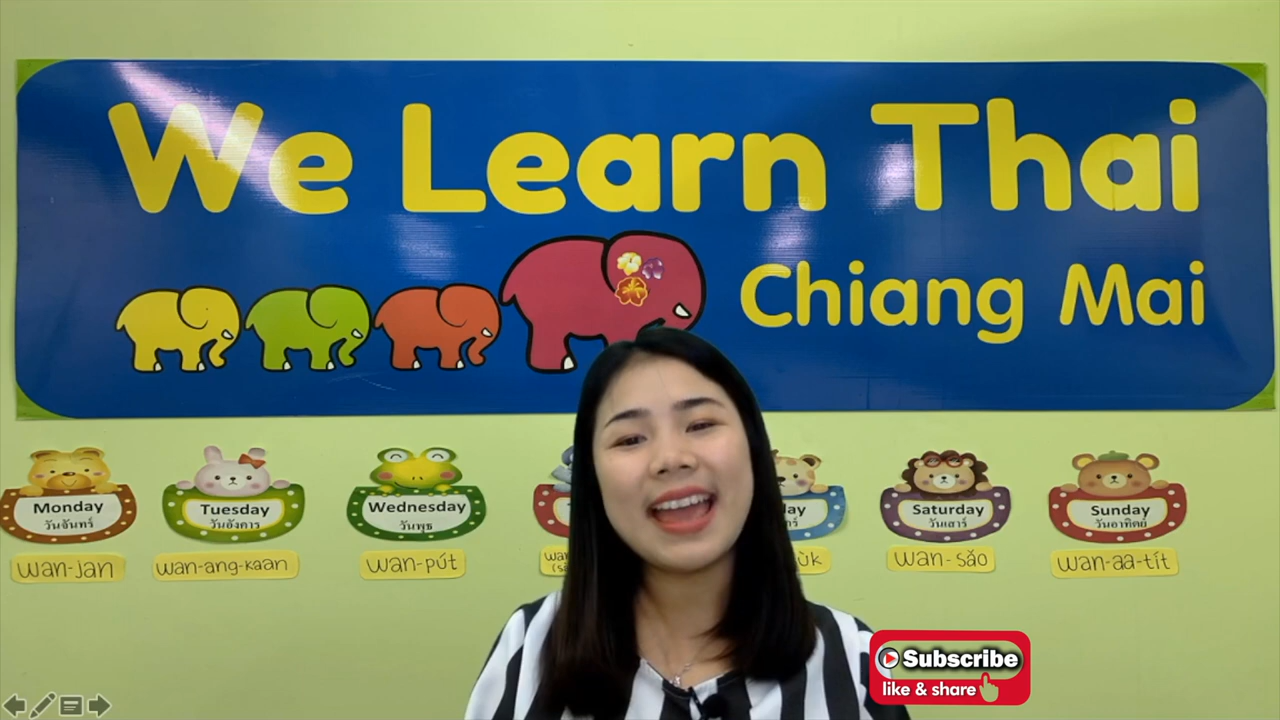 We Learn Thai
Chiang Mai
Monday
วันจันทร์
Tuesday
วันอังคาร
Wednesday
วันพุธ
Saturday
วันเสาร์
Sunday
วันอาทิตย์
wan-jan
wan-ang-kaan
wan-pút
wan-săo
wan-aa-tít
Subscribe
like & share